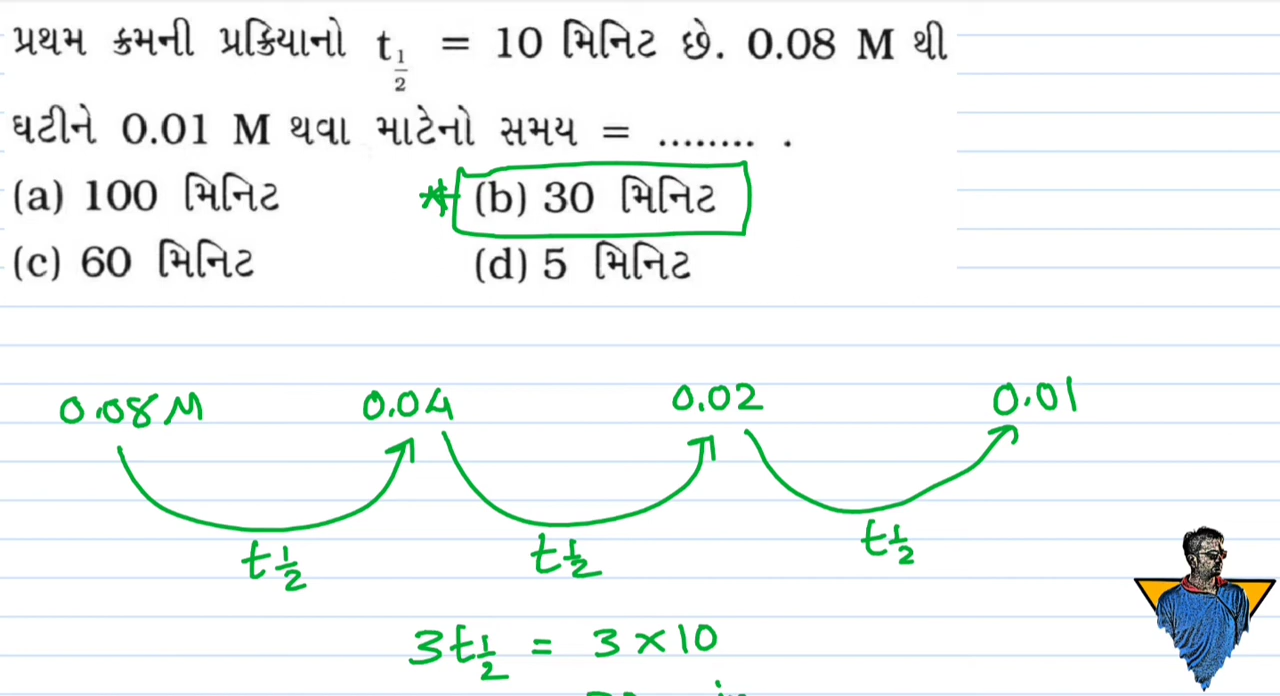 પ્રથમ ક્રમની પ્રક્રિયાનો t1/2 = 10 મિનિટ છે. 0.08 M થી
ઘટીને 0.01 M થવા માટેનો સમય = ........ .
(a) 100 મિનિટ * (b) 30 મિનિટ
(c) 60 મિનિટ (d) 5 મિનિટ
0.08 M 0.04 0.02 0.01
t1/2 t1/2 t1/2
3t1/2 = 3 × 10